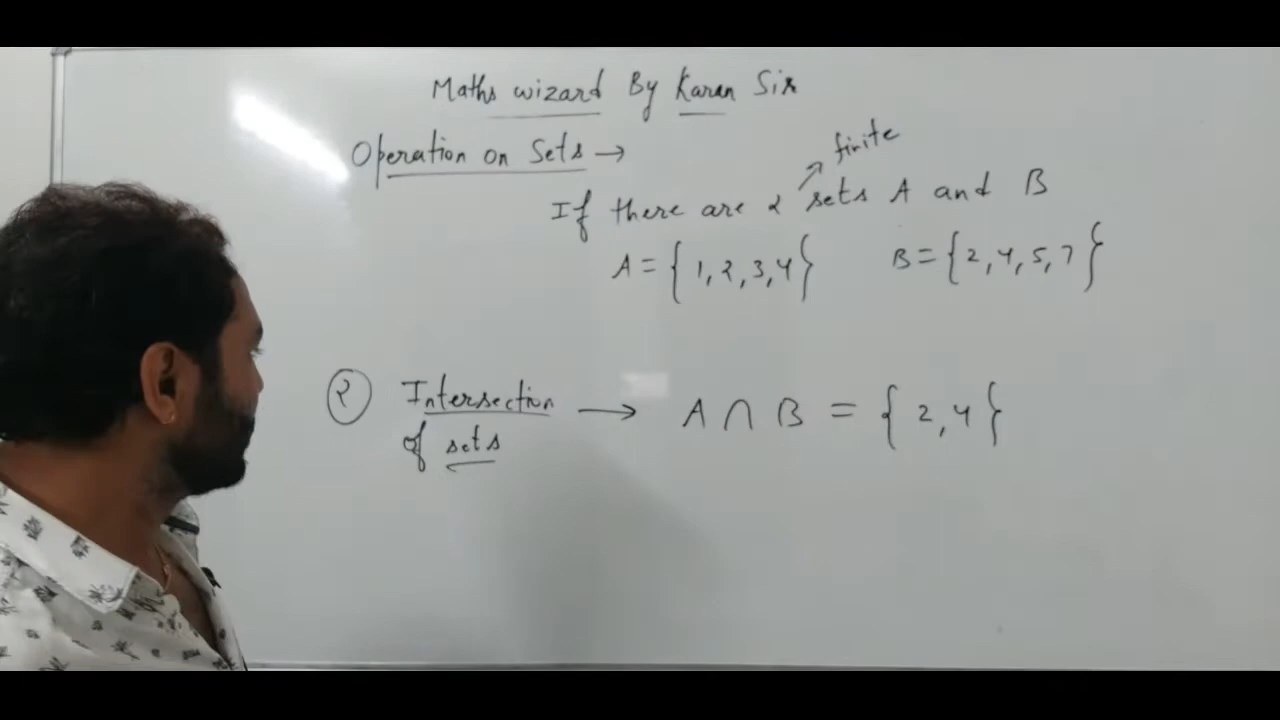 Maths wizard By Karan Sir
Operation on Sets →
finite
If there are 2 sets A and B
A = { 1, 2, 3, 4 } B = { 2, 4, 5, 7 }
② Intersection → A ∩ B = { 2, 4 }
of sets